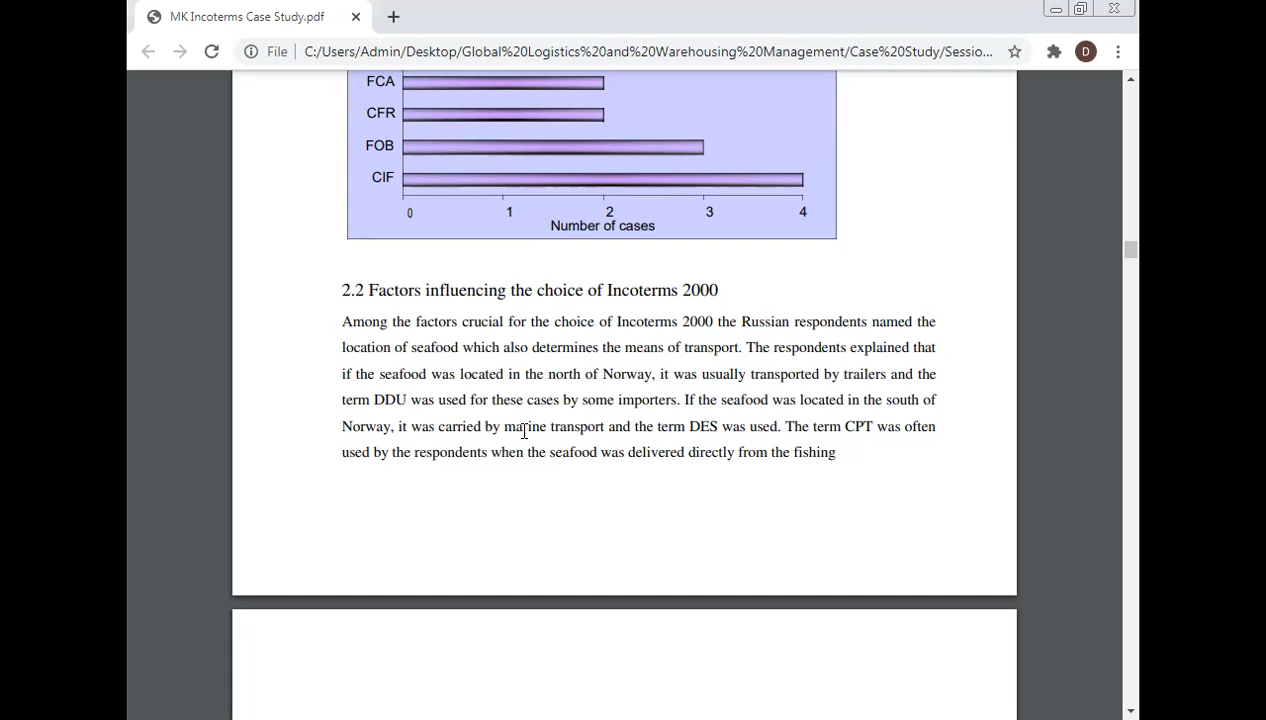 MK Incoterms Case Study.pdf
File C:/Users/Admin/Desktop/Global%20Logistics%20and%20Warehousing%20Management/Case%20Study/Sessio... D
FCA
CFR
FOB
CIF
0 1 2 3 4
Number of cases
2.2 Factors influencing the choice of Incoterms 2000
Among the factors crucial for the choice of Incoterms 2000 the Russian respondents named the
location of seafood which also determines the means of transport. The respondents explained that
if the seafood was located in the north of Norway, it was usually transported by trailers and the
term DDU was used for these cases by some importers. If the seafood was located in the south of
Norway, it was carried by marine transport and the term DES was used. The term CPT was often
used by the respondents when the seafood was delivered directly from the fishing